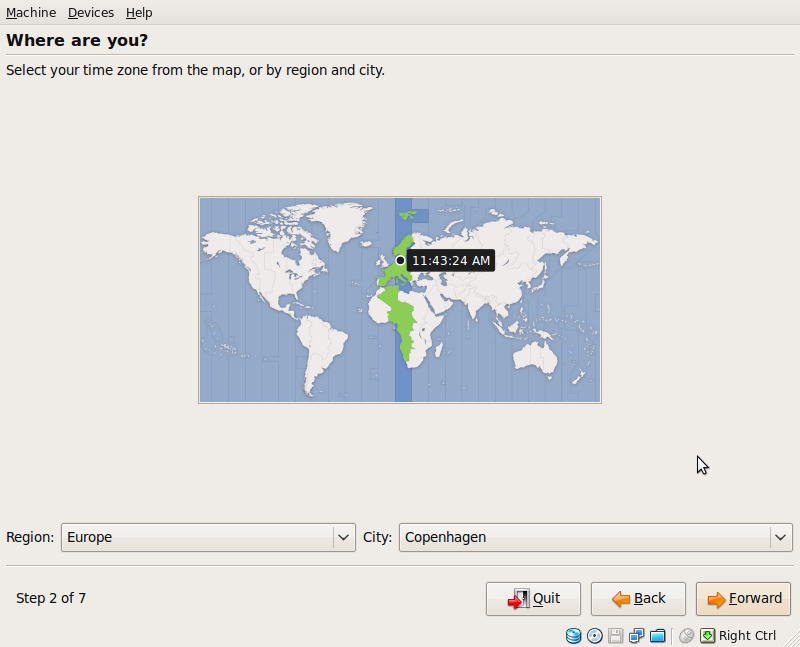 Machine Devices Help
Where are you?
Select your time zone from the map, or by region and city.
11:43:24 AM
Region: Europe City: Copenhagen
Step 2 of 7 Quit Back Forward
Right Ctrl